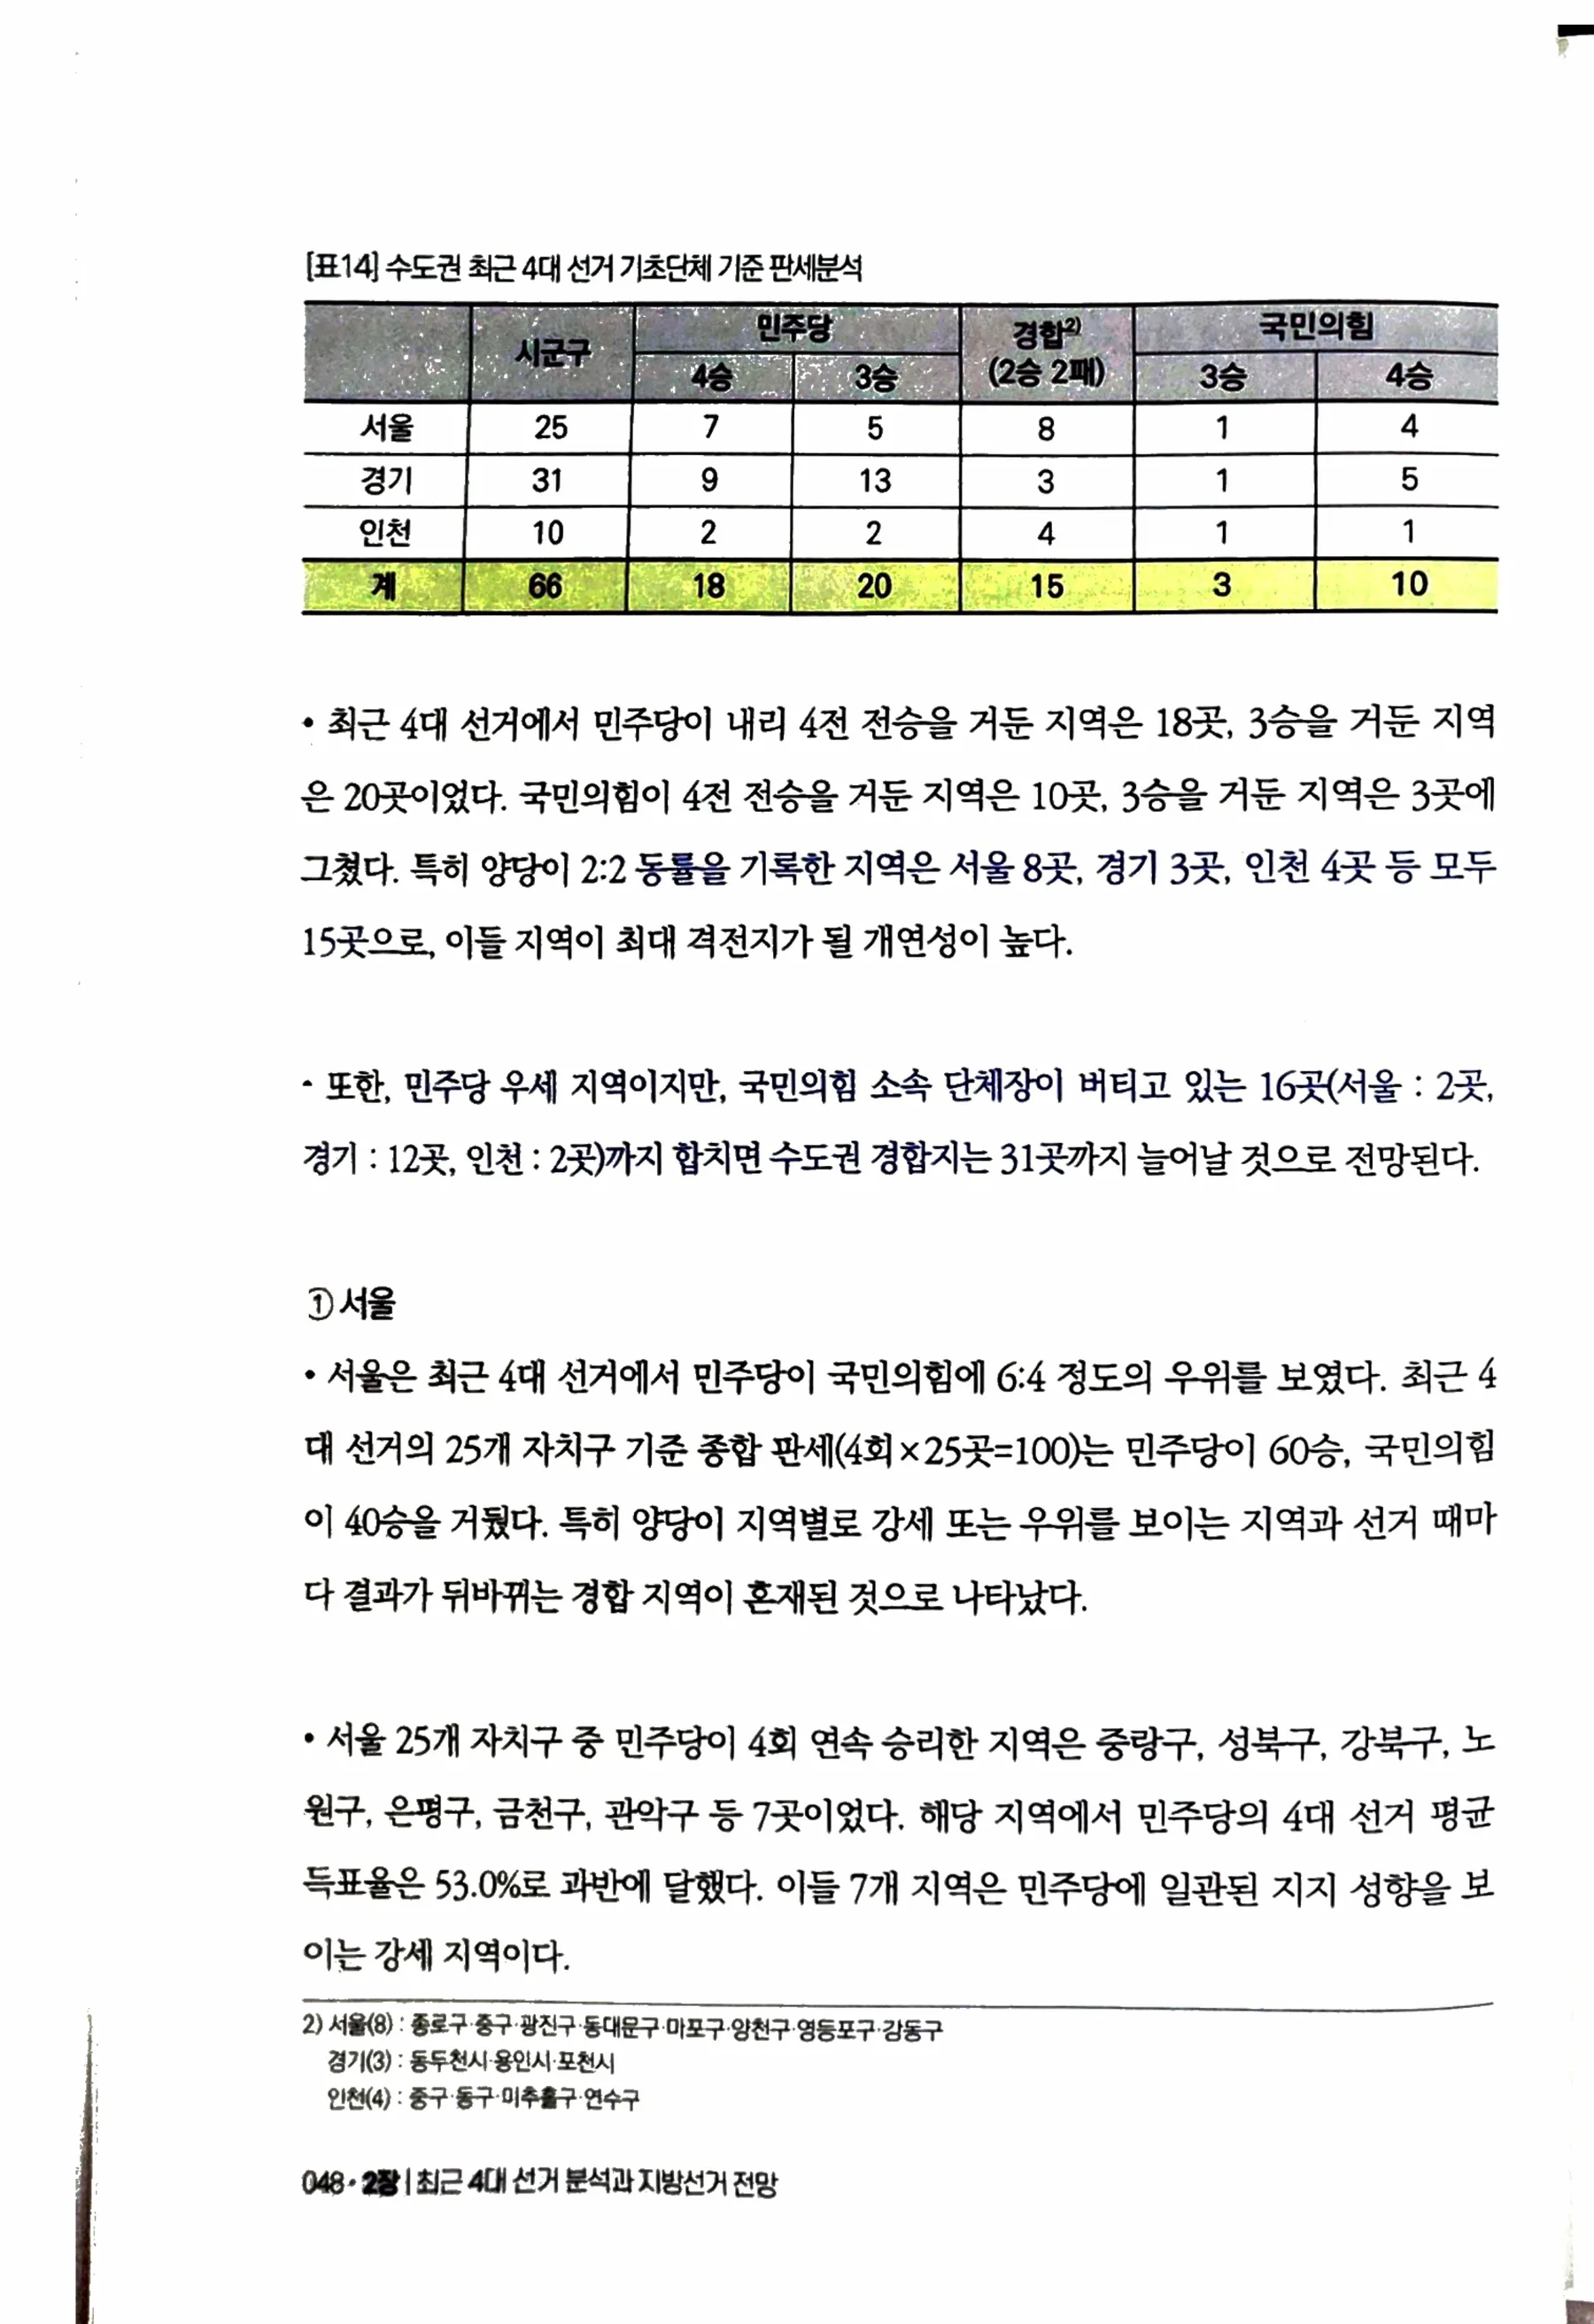 [표14] 수도권 최근 4대 선거 기초단체 기준 판세분석
시군구 민주당 경합2) (2승 2패) 국민의힘
4승 3승 3승 4승
서울 25 7 5 8 1 4
경기 31 9 13 3 1 5
인천 10 2 2 4 1 1
계 66 18 20 15 3 10
• 최근 4대 선거에서 민주당이 내리 4전 전승을 거둔 지역은 18곳, 3승을 거둔 지역
은 20곳이었다. 국민의힘이 4전 전승을 거둔 지역은 10곳, 3승을 거둔 지역은 3곳에
그쳤다. 특히 양당이 2:2 동률을 기록한 지역은 서울 8곳, 경기 3곳, 인천 4곳 등 모두
15곳으로, 이들 지역이 최대 격전지가 될 개연성이 높다.
• 또한, 민주당 우세 지역이지만, 국민의힘 소속 단체장이 버티고 있는 16곳(서울 : 2곳,
경기 : 12곳, 인천 : 2곳)까지 합치면 수도권 경합지는 31곳까지 늘어날 것으로 전망된다.
① 서울
• 서울은 최근 4대 선거에서 민주당이 국민의힘에 6:4 정도의 우위를 보였다. 최근 4
대 선거의 25개 자치구 기준 종합 판세(4회×25곳=100)는 민주당이 60승, 국민의힘
이 40승을 거뒀다. 특히 양당이 지역별로 강세 또는 우위를 보이는 지역과 선거 때마
다 결과가 뒤바뀌는 경합 지역이 혼재된 것으로 나타났다.
• 서울 25개 자치구 중 민주당이 4회 연속 승리한 지역은 중랑구, 성북구, 강북구, 노
원구, 은평구, 금천구, 관악구 등 7곳이었다. 해당 지역에서 민주당의 4대 선거 평균
득표율은 53.0%로 과반에 달했다. 이들 7개 지역은 민주당에 일관된 지지 성향을 보
이는 강세 지역이다.
2) 서울(8) : 종로구·중구·광진구·동대문구·마포구·양천구·영등포구·강동구
경기(3) : 동두천시·용인시·포천시
인천(4) : 중구·동구·미추홀구·연수구
048 · 2장 | 최근 4대 선거 분석과 지방선거 전망